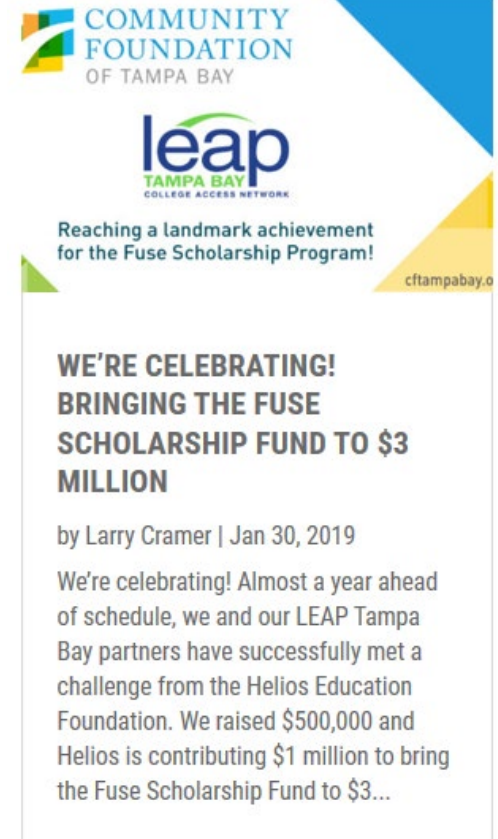 COMMUNITY
FOUNDATION
OF TAMPA BAY
leap
TAMPA BAY
COLLEGE ACCESS NETWORK
Reaching a landmark achievement
for the Fuse Scholarship Program!
cftampabay.o
WE’RE CELEBRATING!
BRINGING THE FUSE
SCHOLARSHIP FUND TO $3
MILLION
by Larry Cramer | Jan 30, 2019
We’re celebrating! Almost a year ahead
of schedule, we and our LEAP Tampa
Bay partners have successfully met a
challenge from the Helios Education
Foundation. We raised $500,000 and
Helios is contributing $1 million to bring
the Fuse Scholarship Fund to $3...